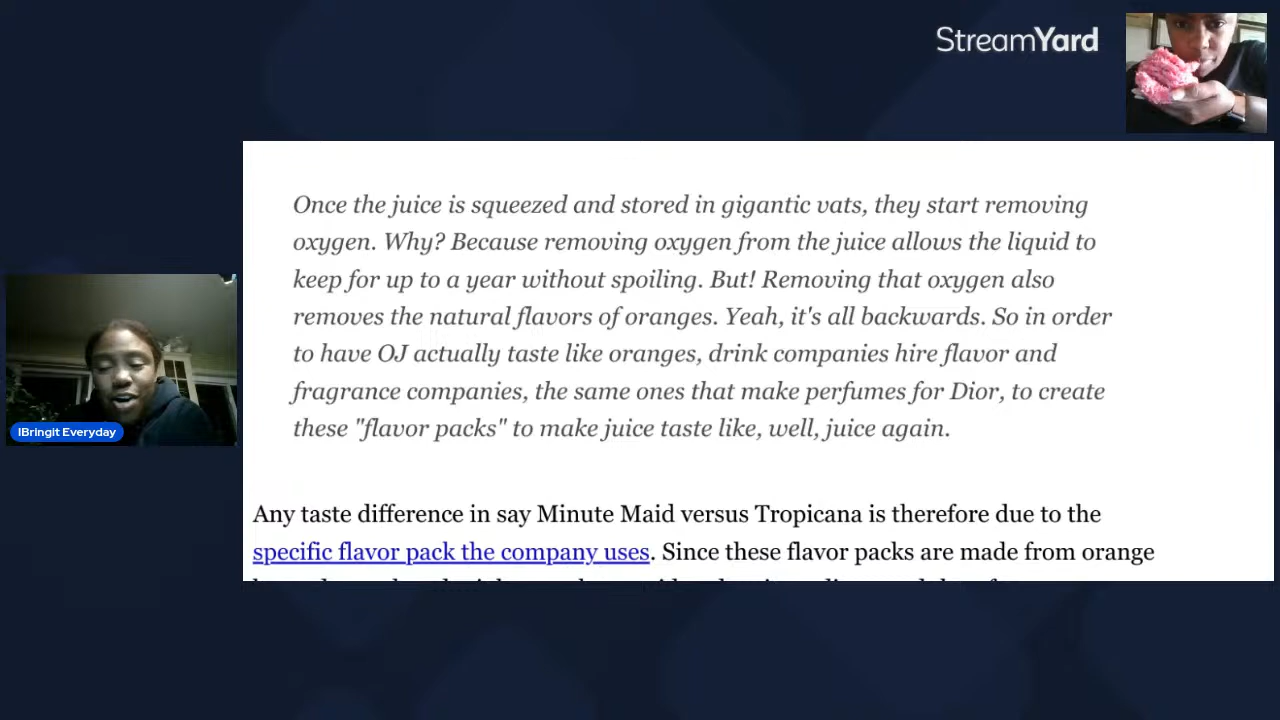 StreamYard
Once the juice is squeezed and stored in gigantic vats, they start removing
oxygen. Why? Because removing oxygen from the juice allows the liquid to
keep for up to a year without spoiling. But! Removing that oxygen also
removes the natural flavors of oranges. Yeah, it's all backwards. So in order
to have OJ actually taste like oranges, drink companies hire flavor and
fragrance companies, the same ones that make perfumes for Dior, to create
these "flavor packs" to make juice taste like, well, juice again.
IBringit Everyday
Any taste difference in say Minute Maid versus Tropicana is therefore due to the
specific flavor pack the company uses. Since these flavor packs are made from orange